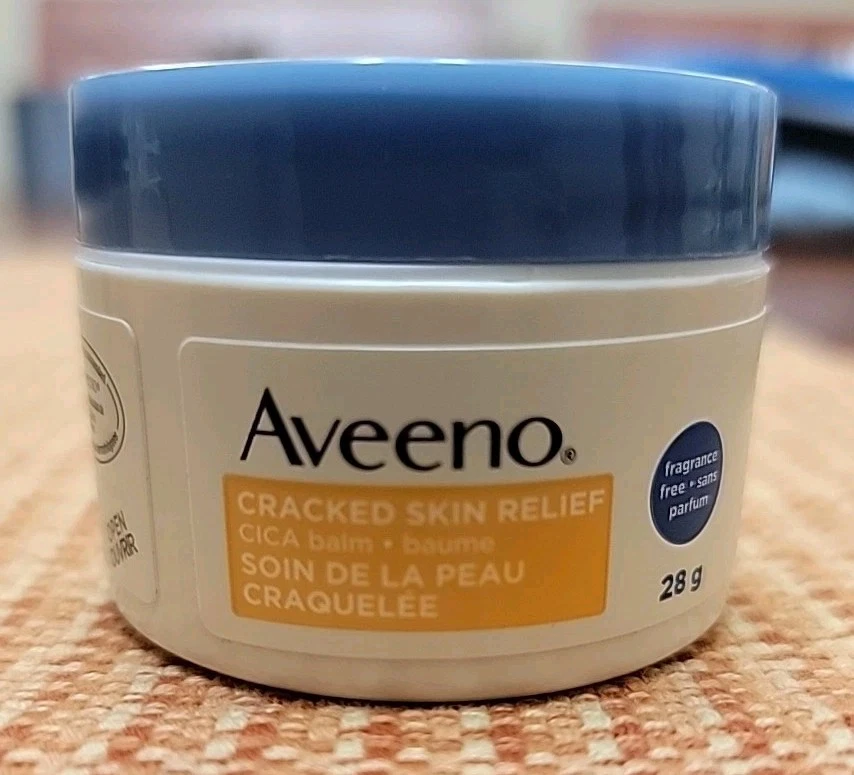 Aveeno®
CRACKED SKIN RELIEF
CICA balm • baume
SOIN DE LA PEAU
CRAQUELÉE
fragrance
free • sans
parfum
28 g